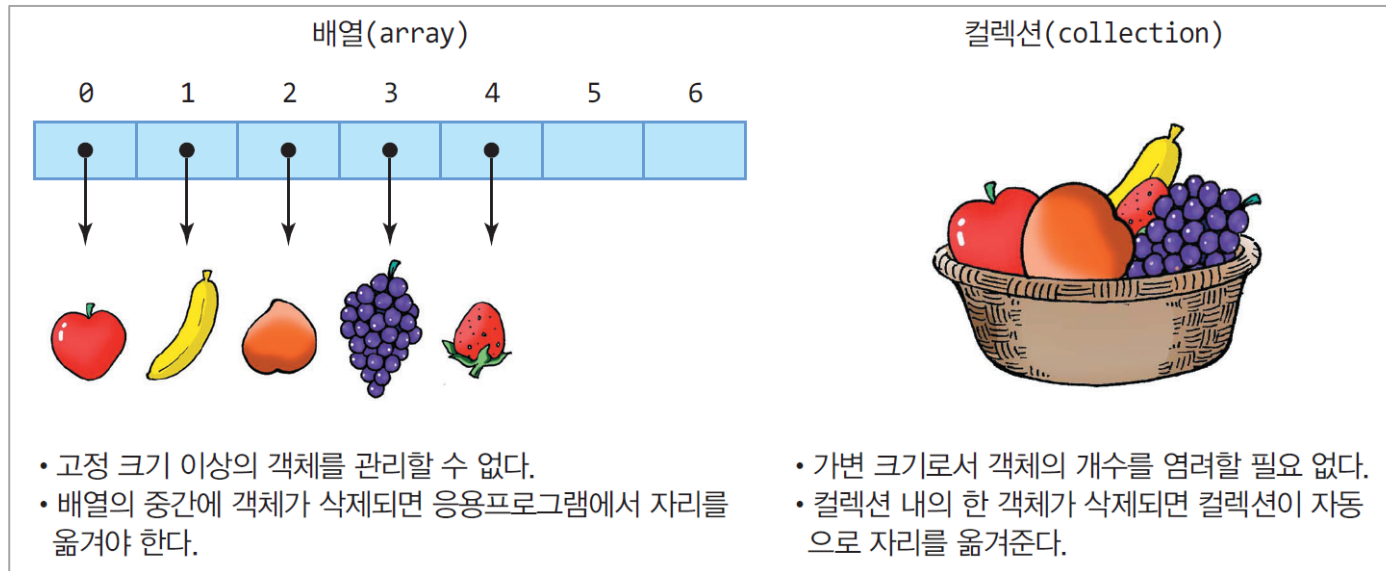 배열(array)
0 1 2 3 4 5 6
• 고정 크기 이상의 객체를 관리할 수 없다.
• 배열의 중간에 객체가 삭제되면 응용프로그램에서 자리를
옮겨야 한다.
컬렉션(collection)
• 가변 크기로서 객체의 개수를 염려할 필요 없다.
• 컬렉션 내의 한 객체가 삭제되면 컬렉션이 자동
으로 자리를 옮겨준다.